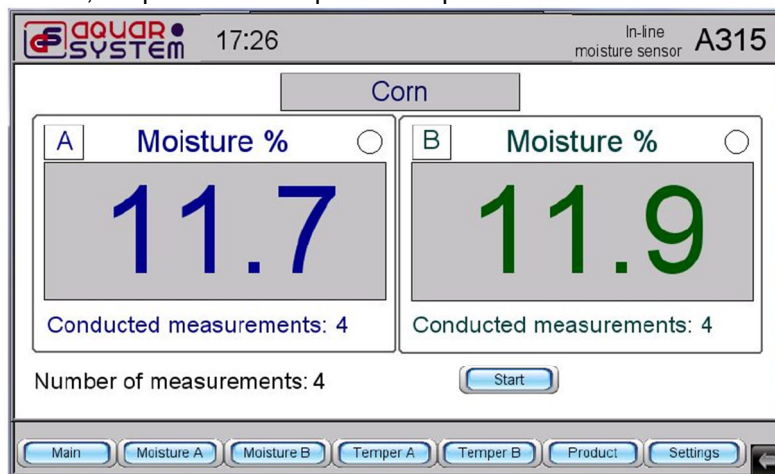 aquar
system
17:26
In-line
moisture sensor
A315
Corn
A Moisture %
11.7
Conducted measurements: 4
B Moisture %
11.9
Conducted measurements: 4
Number of measurements: 4
Start
Main Moisture A Moisture B Temper A Temper B Product Settings